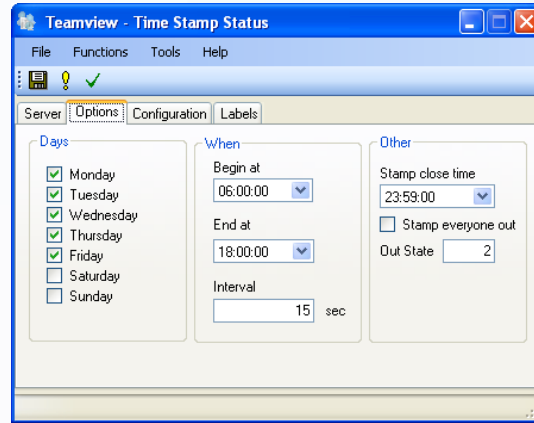 Teamview - Time Stamp Status
File Functions Tools Help
Server Options Configuration Labels
Days
Monday
Tuesday
Wednesday
Thursday
Friday
Saturday
Sunday
When
Begin at
06:00:00
End at
18:00:00
Interval
15 sec
Other
Stamp close time
23:59:00
Stamp everyone out
Out State 2